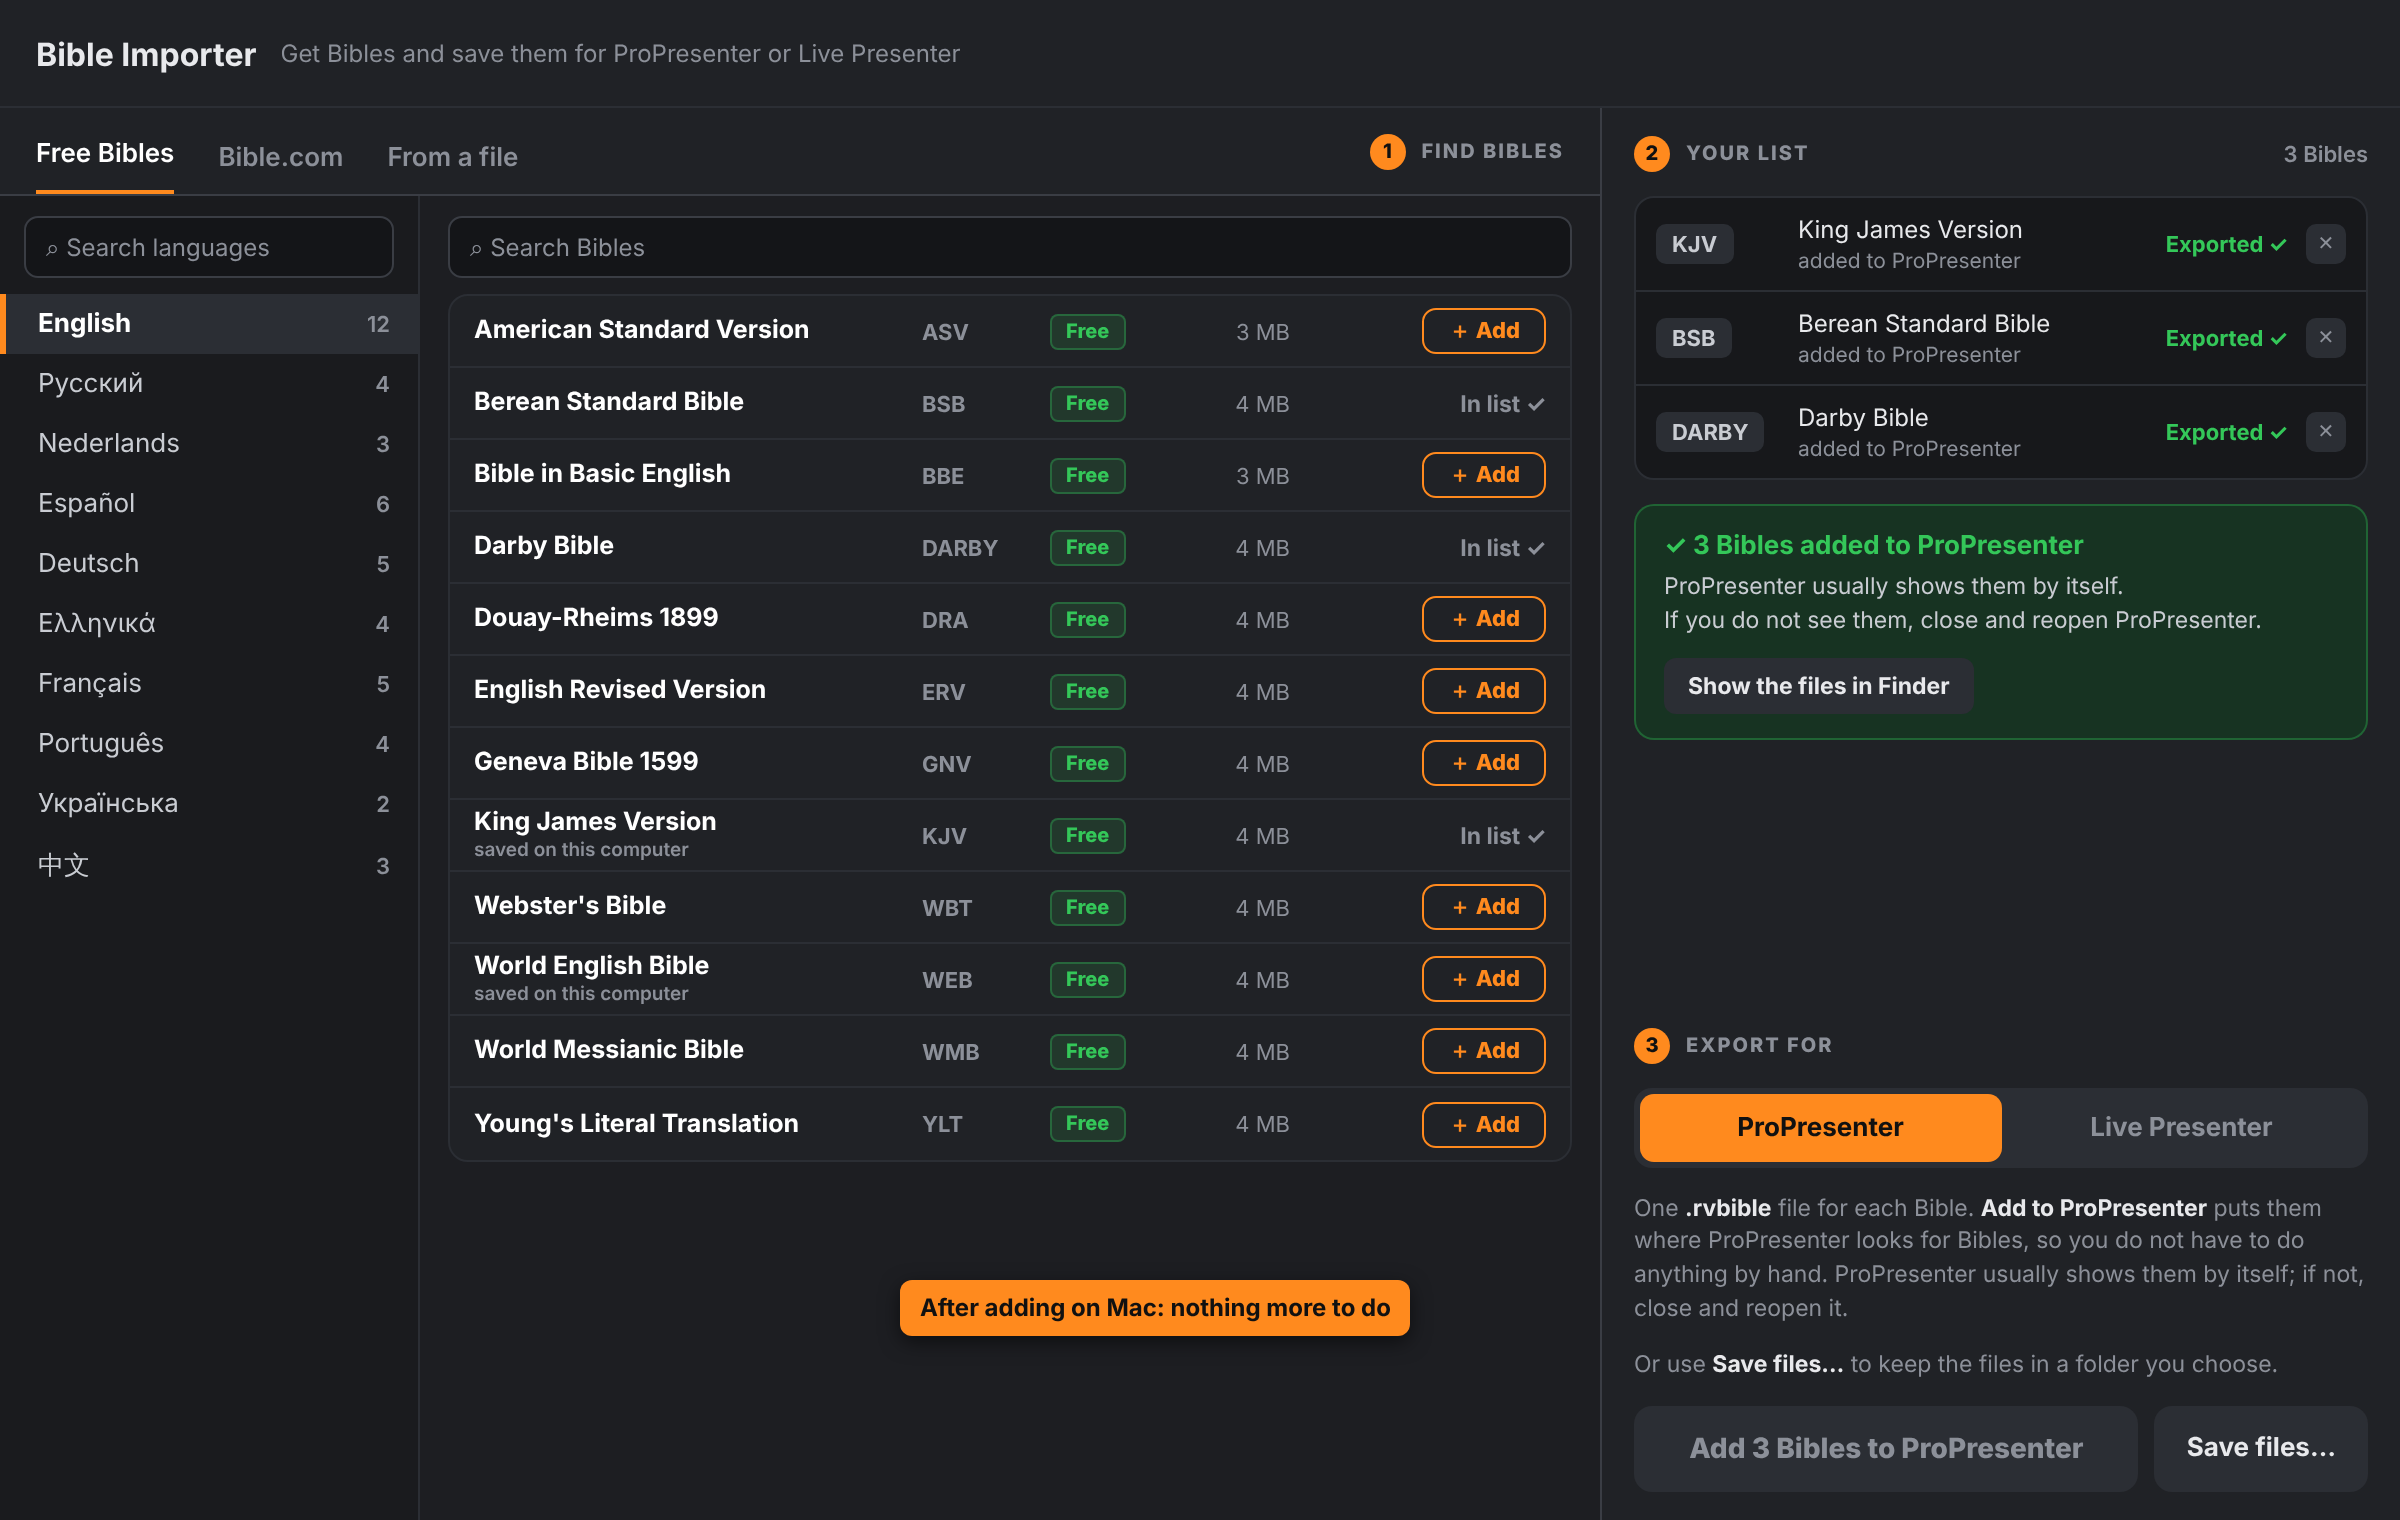 Bible Importer Get Bibles and save them for ProPresenter or Live Presenter
Free Bibles Bible.com From a file
1 FIND BIBLES
Search languages
English 12
Русский 4
Nederlands 3
Español 6
Deutsch 5
Ελληνικά 4
Français 5
Português 4
Українська 2
中文 3
Search Bibles
American Standard Version ASV Free 3 MB + Add
Berean Standard Bible BSB Free 4 MB In list ✓
Bible in Basic English BBE Free 3 MB + Add
Darby Bible DARBY Free 4 MB In list ✓
Douay-Rheims 1899 DRA Free 4 MB + Add
English Revised Version ERV Free 4 MB + Add
Geneva Bible 1599 GNV Free 4 MB + Add
King James Version KJV Free 4 MB In list ✓
saved on this computer
Webster's Bible WBT Free 4 MB + Add
World English Bible WEB Free 4 MB + Add
saved on this computer
World Messianic Bible WMB Free 4 MB + Add
Young's Literal Translation YLT Free 4 MB + Add
After adding on Mac: nothing more to do
2 YOUR LIST 3 Bibles
KJV King James Version Exported ✓ ×
added to ProPresenter
BSB Berean Standard Bible Exported ✓ ×
added to ProPresenter
DARBY Darby Bible Exported ✓ ×
added to ProPresenter
✓ 3 Bibles added to ProPresenter
ProPresenter usually shows them by itself.
If you do not see them, close and reopen ProPresenter.
Show the files in Finder
3 EXPORT FOR
ProPresenter Live Presenter
One .rvbible file for each Bible. Add to ProPresenter puts them
where ProPresenter looks for Bibles, so you do not have to do
anything by hand. ProPresenter usually shows them by itself; if not,
close and reopen it.
Or use Save files... to keep the files in a folder you choose.
Add 3 Bibles to ProPresenter Save files...